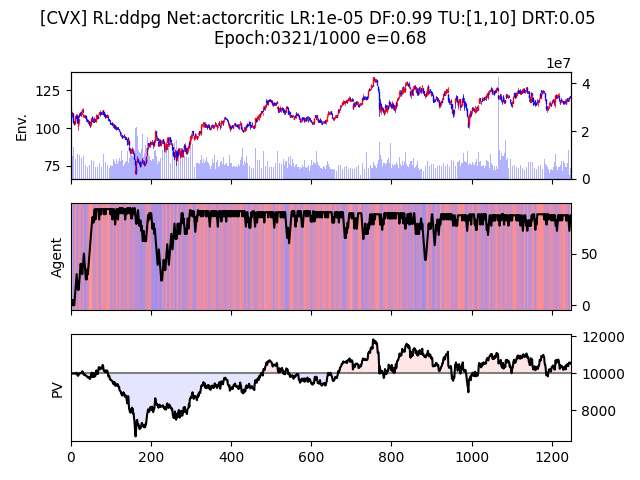 [CVX] RL:ddpg Net:actorcritic LR:1e-05 DF:0.99 TU:[1,10] DRT:0.05
Epoch:0321/1000 e=0.68
1e7
125
100
75
Env.
4
2
0
Agent
50
0
PV
12000
10000
8000
0 200 400 600 800 1000 1200